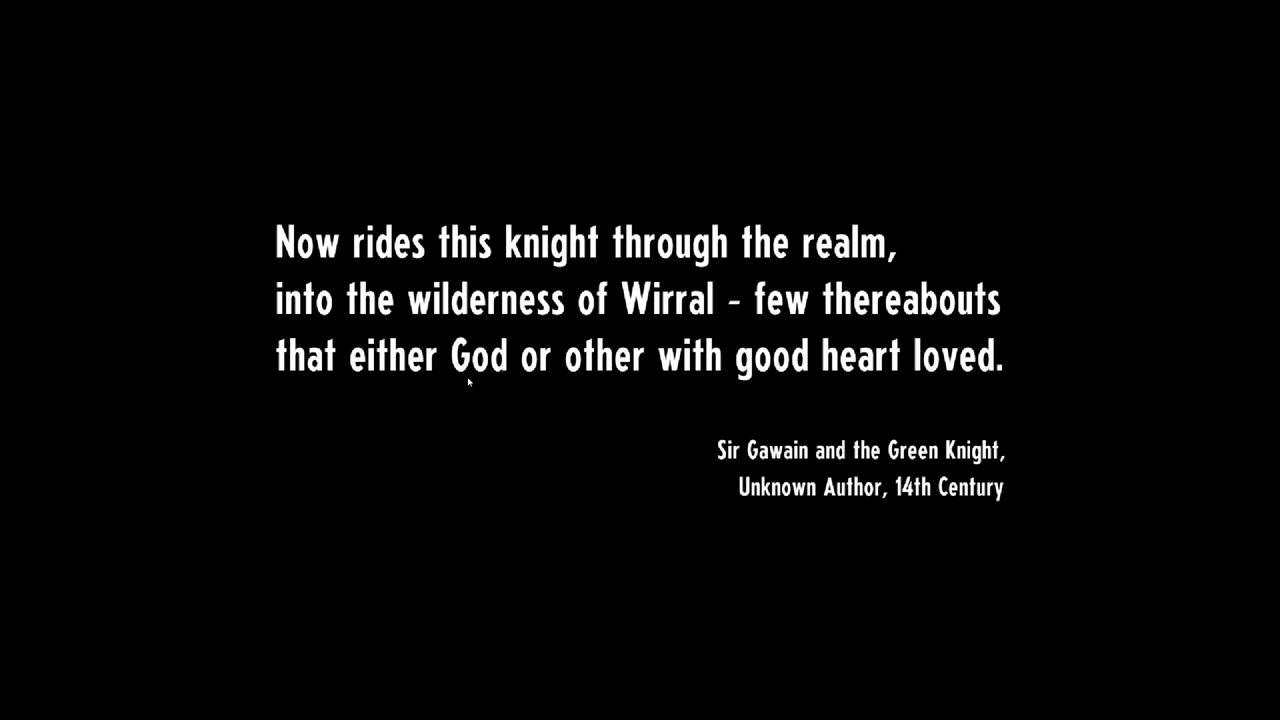 Now rides this knight through the realm,
into the wilderness of Wirral - few thereabouts
that either God or other with good heart loved.
Sir Gawain and the Green Knight,
Unknown Author, 14th Century